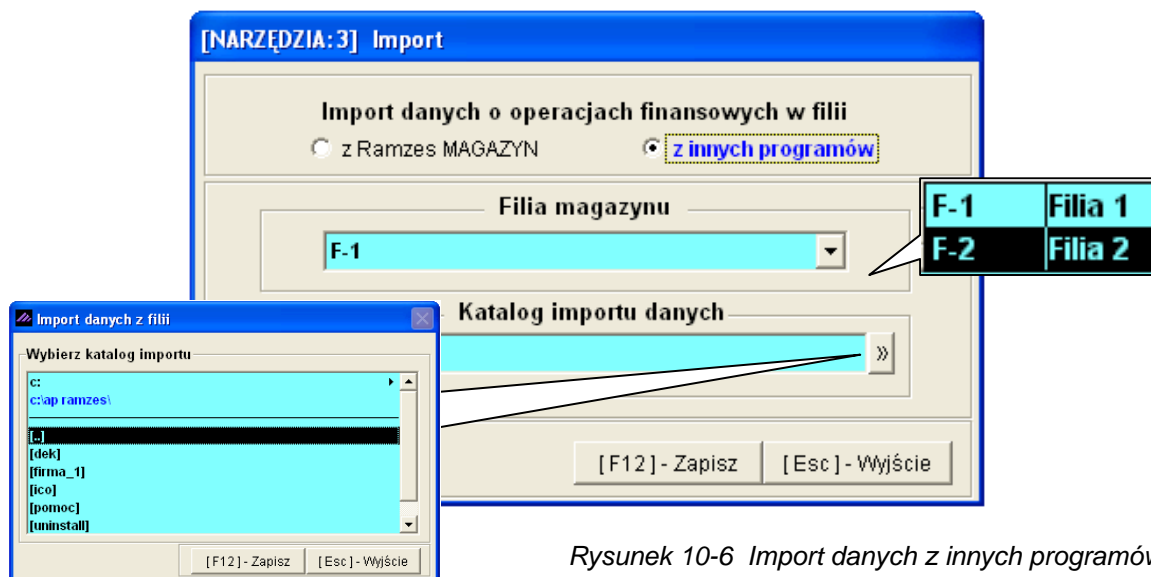 [NARZĘDZIA:3] Import
Import danych o operacjach finansowych w filii
z Ramzes MAGAZYN
z innych programów
Filia magazynu
F-1
F-1 Filia 1
F-2 Filia 2
Katalog importu danych
»
[F12]-Zapisz
[Esc]-Wyjście
Import danych z filii
Wybierz katalog importu
c:
c:\ap ramzes\
[..]
[dek]
[firma_1]
[ico]
[pomoc]
[uninstall]
[F12]-Zapisz
[Esc]-Wyjście
Rysunek 10-6 Import danych z innych programów